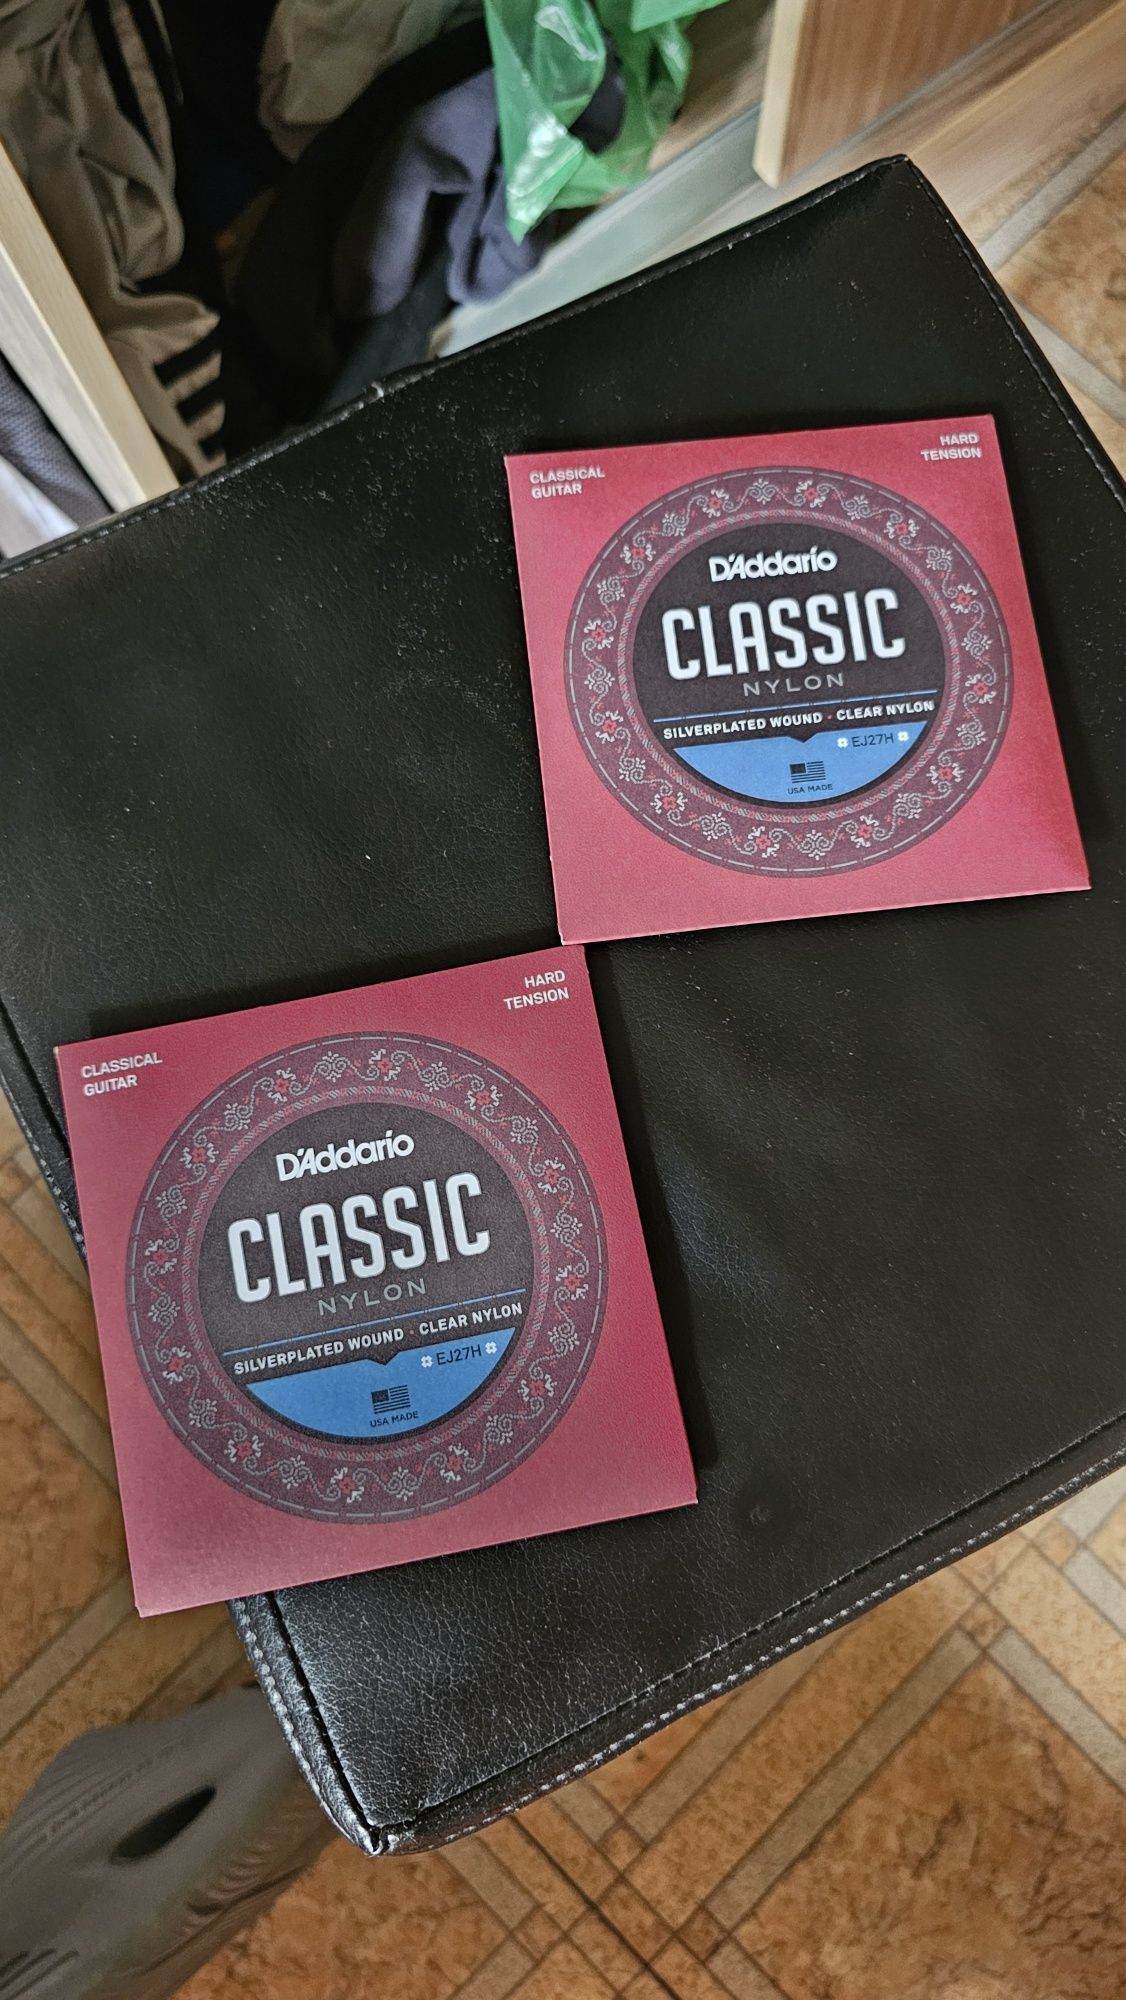 CLASSICAL
GUITAR
HARD
TENSION
D'Addario
CLASSIC
NYLON
SILVERPLATED WOUND · CLEAR NYLON
EJ27H
USA MADE
CLASSICAL
GUITAR
HARD
TENSION
D'Addario
CLASSIC
NYLON
SILVERPLATED WOUND · CLEAR NYLON
EJ27H
USA MADE